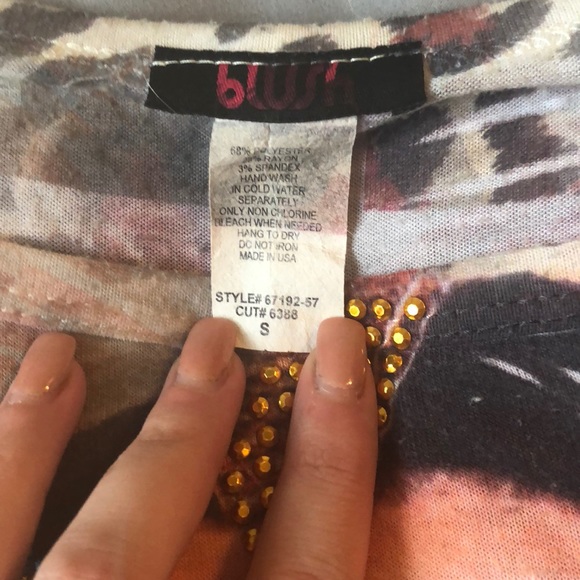 blush
68% POLYESTER
RAYON
3% SPANDEX
HAND WASH
IN COLD WATER
SEPARATELY
ONLY NON CHLORINE
BLEACH WHEN NEEDED
HANG TO DRY
DO NOT IRON
MADE IN USA
STYLE# 67192-57
CUT# 6388
S